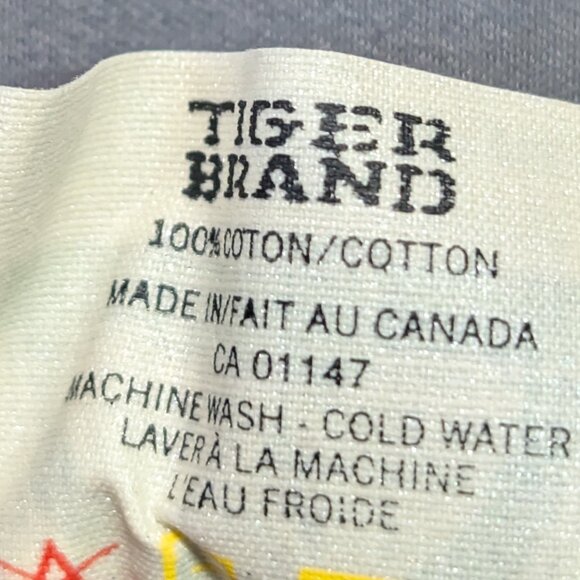 TIGER
BRAND
100% COTON/COTTON
MADE IN/FAIT AU CANADA
CA 01147
MACHINE WASH - COLD WATER
LAVER À LA MACHINE
L'EAU FROIDE